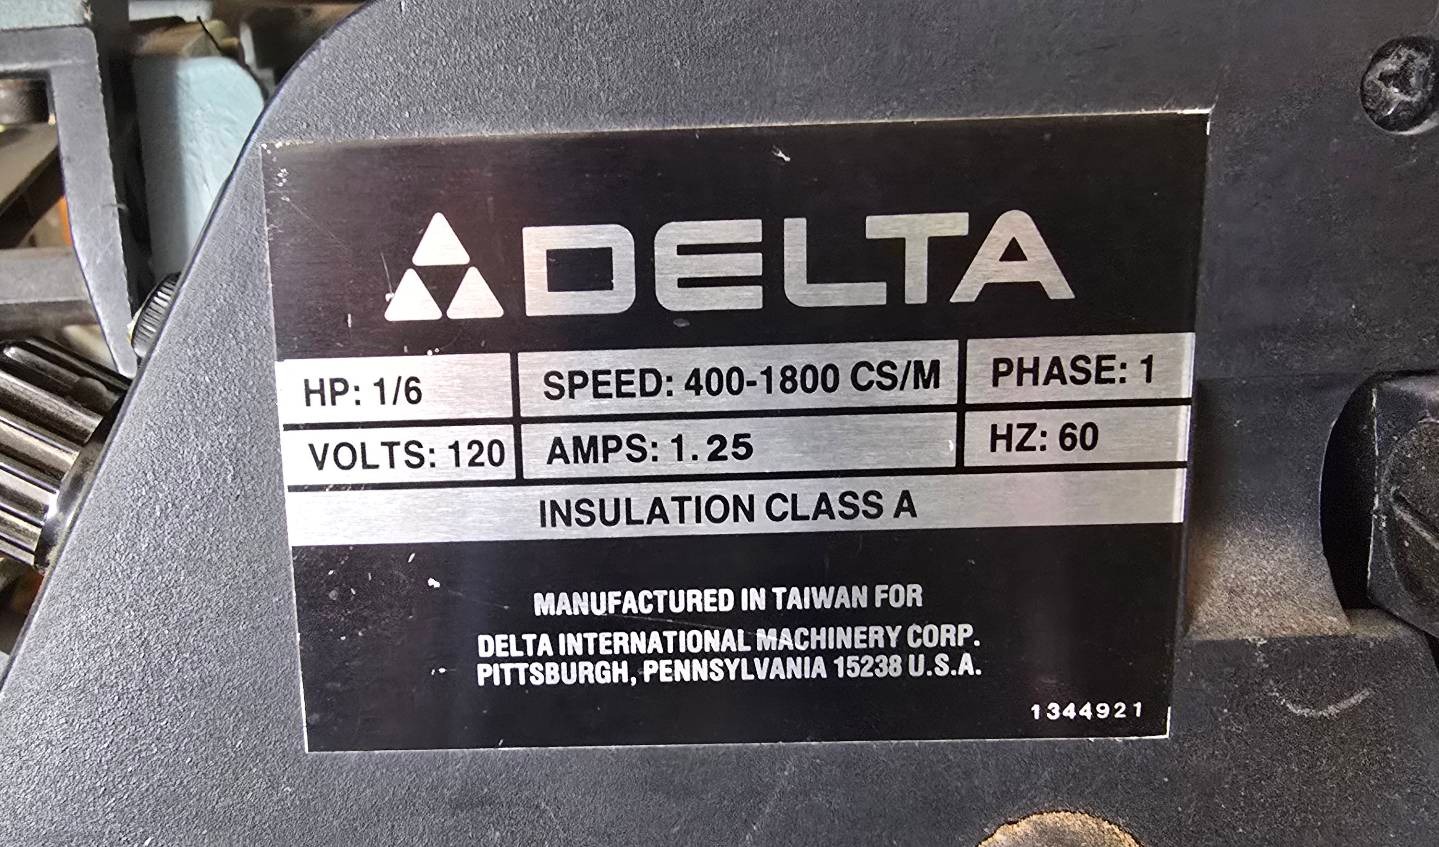 DELTA
HP: 1/6 SPEED: 400-1800 CS/M PHASE: 1
VOLTS: 120 AMPS: 1.25 HZ: 60
INSULATION CLASS A
MANUFACTURED IN TAIWAN FOR
DELTA INTERNATIONAL MACHINERY CORP.
PITTSBURGH, PENNSYLVANIA 15238 U.S.A.
1344921